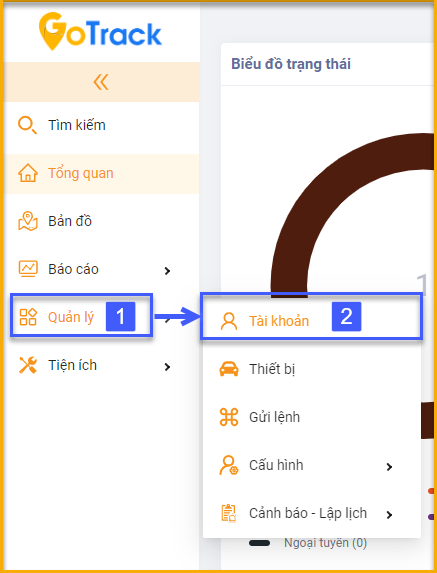 GoTrack
Biểu đồ trạng thái
Tìm kiếm
Tổng quan
Bản đồ
Báo cáo
Quản lý 1
2
Tài khoản
Thiết bị
Gửi lệnh
Cấu hình
Cảnh báo - Lập lịch
Tiện ích
1
Ngoại tuyến (0)